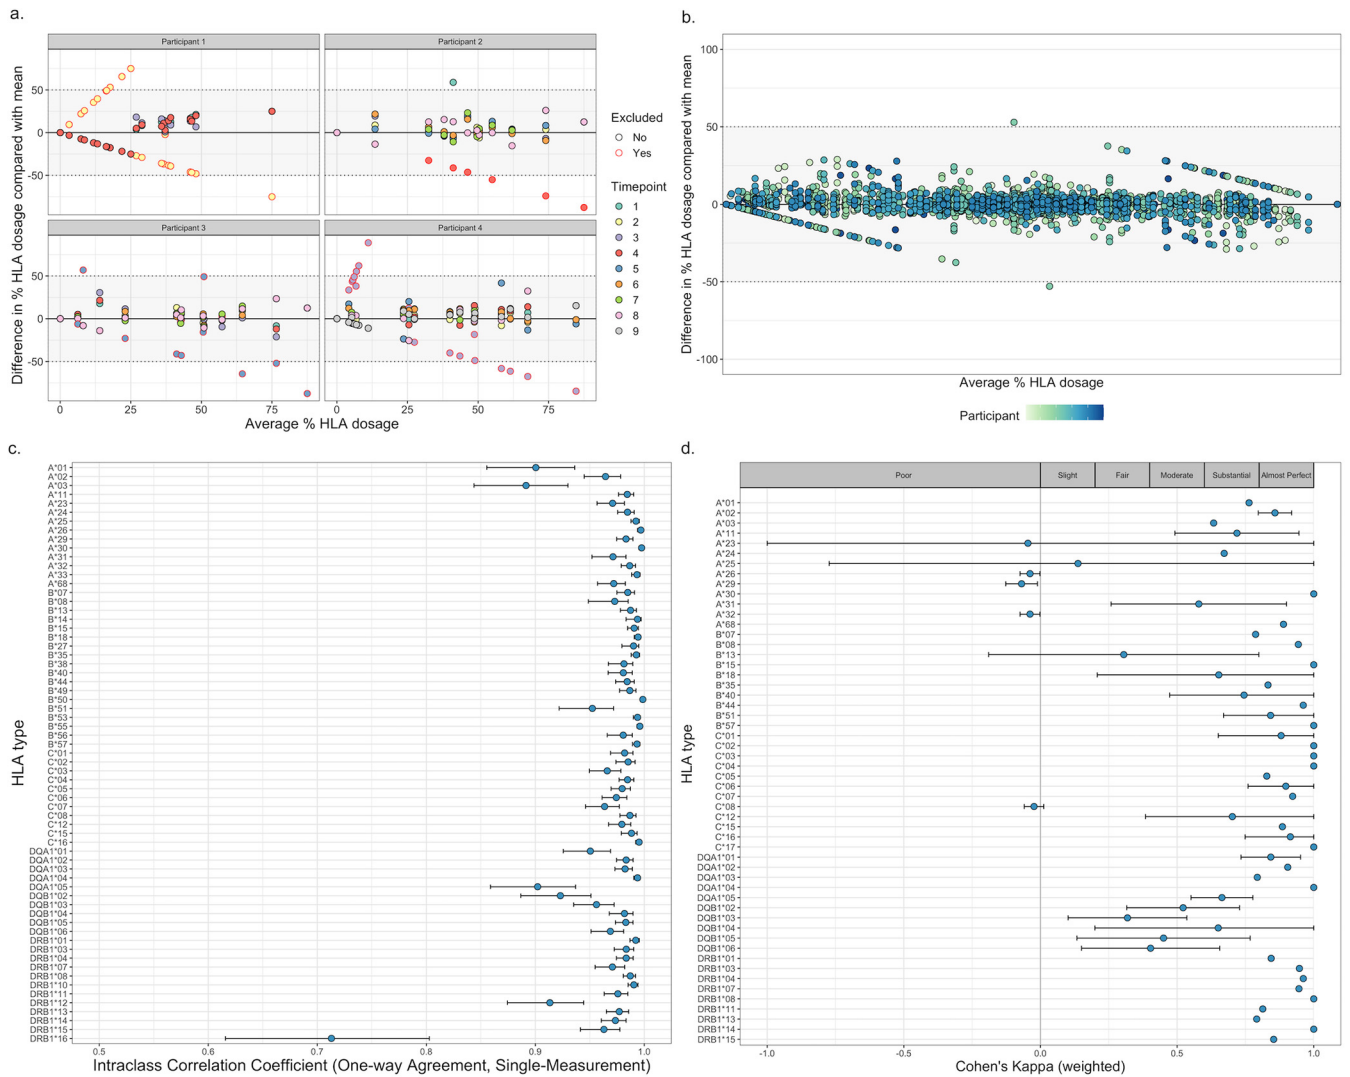 a.
Participant 1
Participant 2
50
0
-50
Participant 3
Participant 4
50
0
-50
0
25
50
75
0
25
50
75
Difference in % HLA dosage compared with mean
Average % HLA dosage
Excluded
No
Yes
Timepoint
1
2
3
4
5
6
7
8
9
b.
100
50
0
-50
-100
Difference in % HLA dosage compared with mean
Average % HLA dosage
Participant
c.
A*01
A*02
A*03
A*11
A*23
A*24
A*25
A*26
A*29
A*30
A*31
A*32
A*33
A*68
B*07
B*08
B*13
B*14
B*15
B*18
B*27
B*35
B*38
B*40
B*44
B*49
B*50
B*51
B*53
B*55
B*56
B*57
C*01
C*02
C*03
C*04
C*05
C*06
C*07
C*08
C*12
C*15
C*16
DQA1*01
DQA1*02
DQA1*03
DQA1*04
DQA1*05
DQB1*02
DQB1*03
DQB1*04
DQB1*05
DQB1*06
DRB1*01
DRB1*03
DRB1*04
DRB1*07
DRB1*08
DRB1*10
DRB1*11
DRB1*12
DRB1*13
DRB1*14
DRB1*15
DRB1*16
HLA type
0.5
0.6
0.7
0.8
0.9
1.0
Intraclass Correlation Coefficient (One-way Agreement, Single-Measurement)
d.
Poor
Slight
Fair
Moderate
Substantial
Almost Perfect
A*01
A*02
A*03
A*11
A*23
A*24
A*25
A*26
A*29
A*30
A*31
A*32
A*68
B*07
B*08
B*13
B*15
B*18
B*35
B*40
B*44
B*51
B*57
C*01
C*02
C*03
C*04
C*05
C*06
C*07
C*08
C*12
C*15
C*16
C*17
DQA1*01
DQA1*02
DQA1*03
DQA1*04
DQA1*05
DQB1*02
DQB1*03
DQB1*04
DQB1*05
DQB1*06
DRB1*01
DRB1*03
DRB1*04
DRB1*07
DRB1*08
DRB1*11
DRB1*13
DRB1*14
DRB1*15
HLA type
-1.0
-0.5
0.0
0.5
1.0
Cohen's Kappa (weighted)